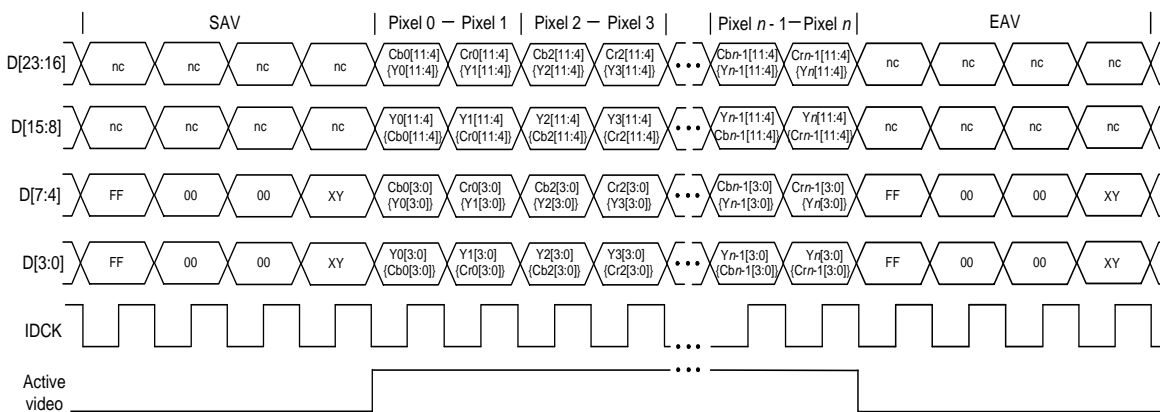 SAV Pixel 0 — Pixel 1 Pixel 2 — Pixel 3 Pixel n - 1—Pixel n EAV
D[23:16] nc nc nc nc Cb0[11:4] Cr0[11:4] Cb2[11:4] Cr2[11:4] ••• Cbn-1[11:4] Crn-1[11:4] nc nc nc nc
{Y0[11:4]} {Y1[11:4]} {Y2[11:4]} {Y3[11:4]} {Yn-1[11:4]} {Yn[11:4]}
D[15:8] nc nc nc nc Y0[11:4] Y1[11:4] Y2[11:4] Y3[11:4] ••• Yn-1[11:4] Yn[11:4] nc nc nc nc
{Cb0[11:4]} {Cr0[11:4]} {Cb2[11:4]} {Cr2[11:4]} Cbn-1[11:4]} {Crn-1[11:4]}
D[7:4] FF 00 00 XY Cb0[3:0] Cr0[3:0] Cb2[3:0] Cr2[3:0] ••• Cbn-1[3:0] Crn-1[3:0] FF 00 00 XY
{Y0[3:0]} {Y1[3:0]} {Y2[3:0]} {Y3[3:0]} {Yn-1[3:0]} {Yn[3:0]}
D[3:0] FF 00 00 XY Y0[3:0] Y1[3:0] Y2[3:0] Y3[3:0] ••• Yn-1[3:0] Yn[3:0] FF 00 00 XY
{Cb0[3:0]} {Cr0[3:0]} {Cb2[3:0]} {Cr2[3:0]} {Cbn-1[3:0]} {Crn-1[3:0]}
IDCK •••
Active •••
video